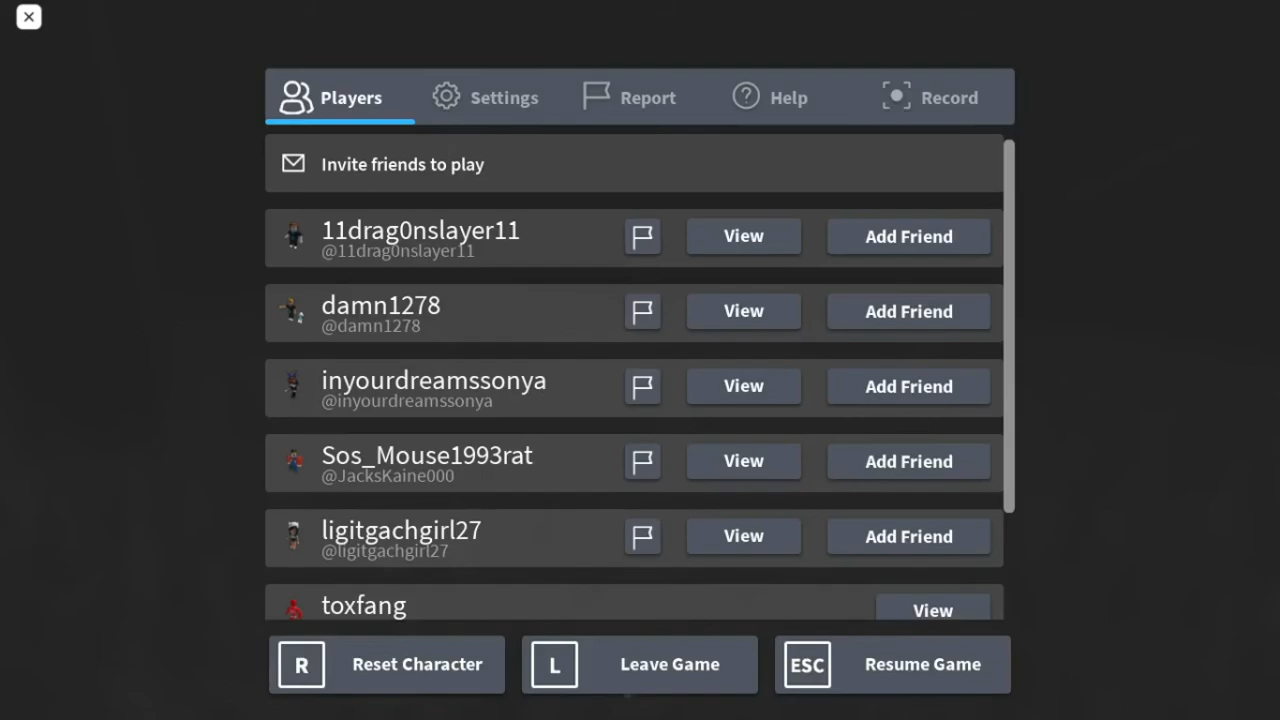 Players Settings Report Help Record
Invite friends to play
11drag0nslayer11
@11drag0nslayer11
View Add Friend
damn1278
@damn1278
View Add Friend
inyourdreamssonya
@inyourdreamssonya
View Add Friend
Sos_Mouse1993rat
@JacksKaine000
View Add Friend
ligitgachgirl27
@ligitgachgirl27
View Add Friend
toxfang
View
R Reset Character L Leave Game ESC Resume Game